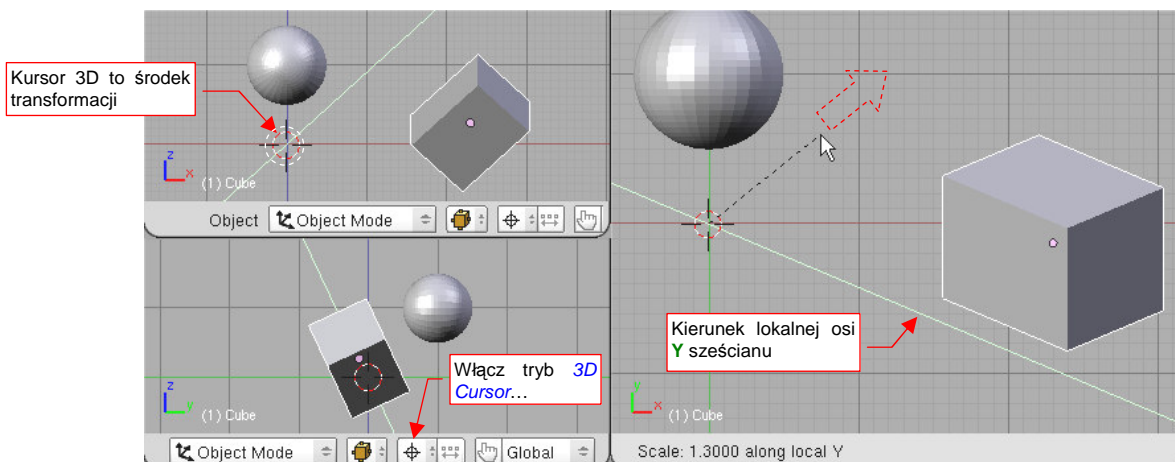 Kursor 3D to środek
transformacji
z
x
(1) Cube
Object Object Mode
z
y
(1) Cube
Włącz tryb 3D
Cursor...
Object Mode Global
Kierunek lokalnej osi
Y sześcianu
y
x
(1) Cube
Scale: 1.3000 along local Y